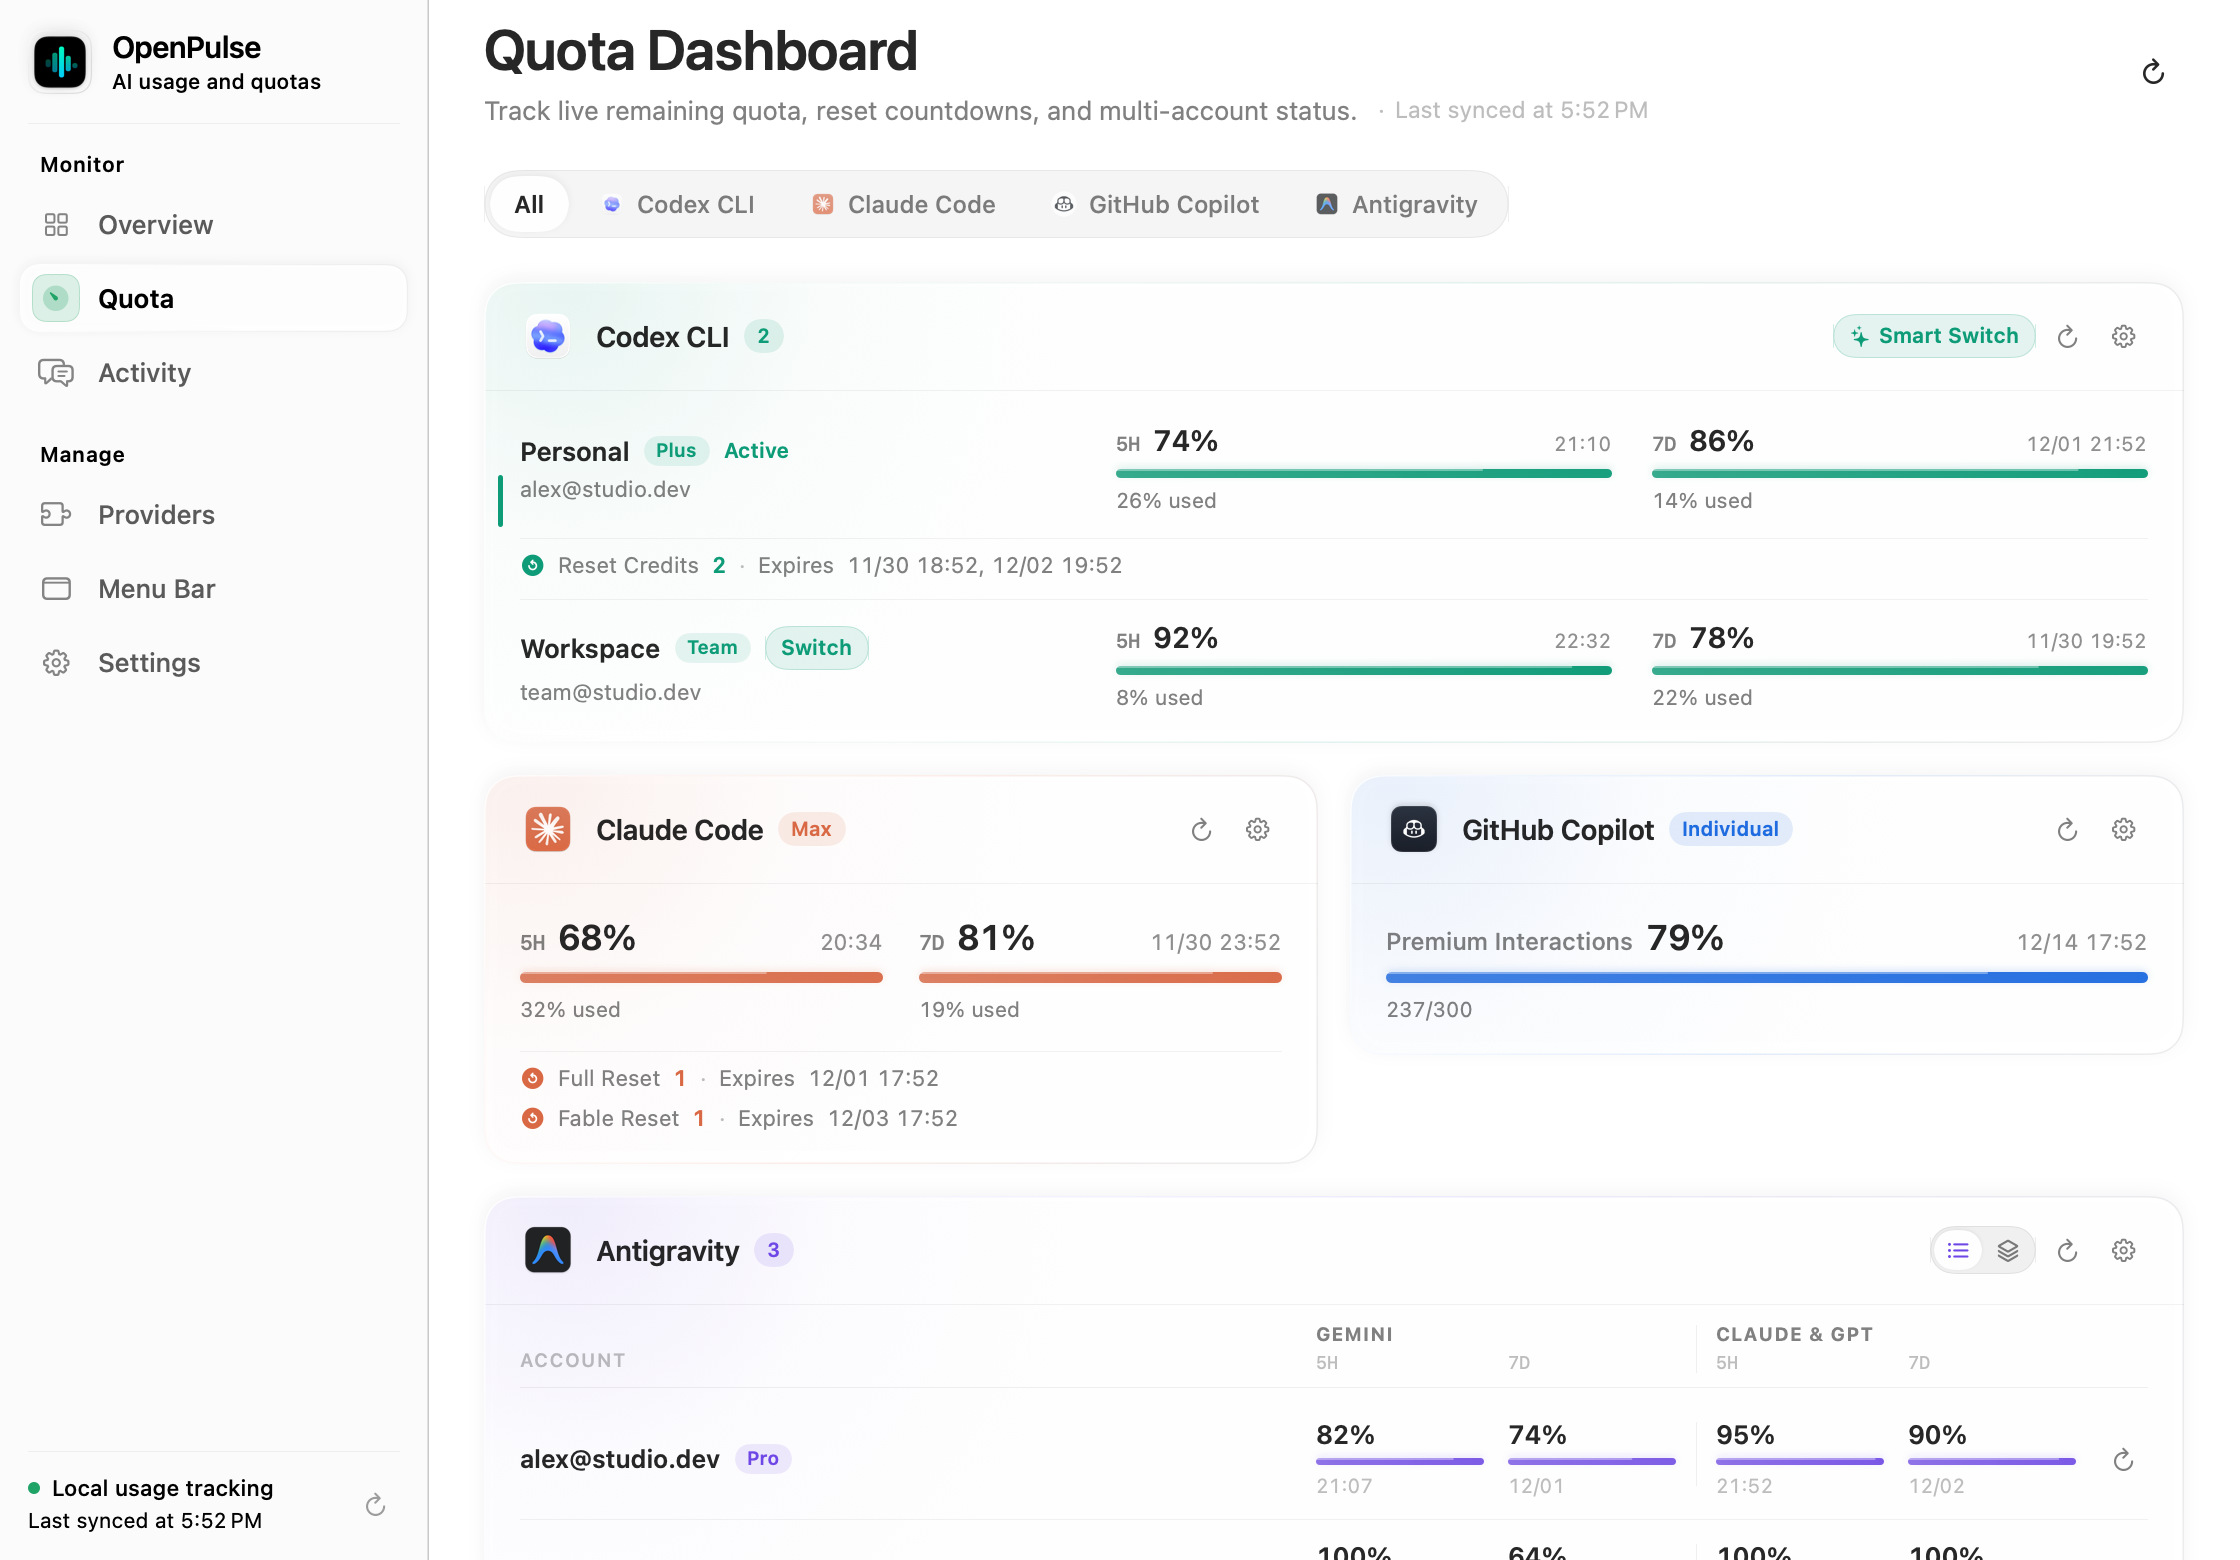 OpenPulse
AI usage and quotas
Monitor
Overview
Quota
Activity
Manage
Providers
Menu Bar
Settings
Local usage tracking
Last synced at 5:52 PM
Quota Dashboard
Track live remaining quota, reset countdowns, and multi-account status. · Last synced at 5:52 PM
All Codex CLI Claude Code GitHub Copilot Antigravity
Codex CLI 2 Smart Switch
Personal Plus Active
alex@studio.dev
5H 74% 21:10
26% used
7D 86% 12/01 21:52
14% used
Reset Credits 2 · Expires 11/30 18:52, 12/02 19:52
Workspace Team Switch
team@studio.dev
5H 92% 22:32
8% used
7D 78% 11/30 19:52
22% used
Claude Code Max
5H 68% 20:34
32% used
7D 81% 11/30 23:52
19% used
Full Reset 1 · Expires 12/01 17:52
Fable Reset 1 · Expires 12/03 17:52
GitHub Copilot Individual
Premium Interactions 79% 12/14 17:52
237/300
Antigravity 3
GEMINI CLAUDE & GPT
ACCOUNT 5H 7D 5H 7D
alex@studio.dev Pro
82% 74% 95% 90%
21:07 12/01 21:52 12/02
100% 64% 100% 100%